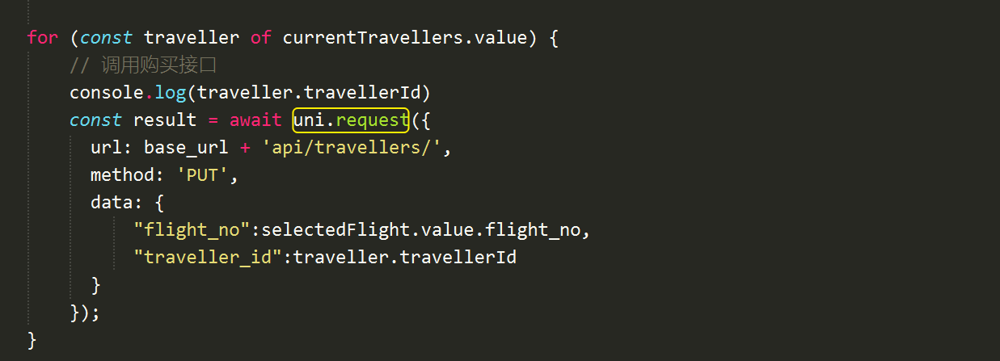 for (const traveller of currentTravellers.value) {
// 调用购买接口
console.log(traveller.travellerId)
const result = await uni.request({
url: base_url + 'api/travellers/',
method: 'PUT',
data: {
"flight_no":selectedFlight.value.flight_no,
"traveller_id":traveller.travellerId
}
});
}